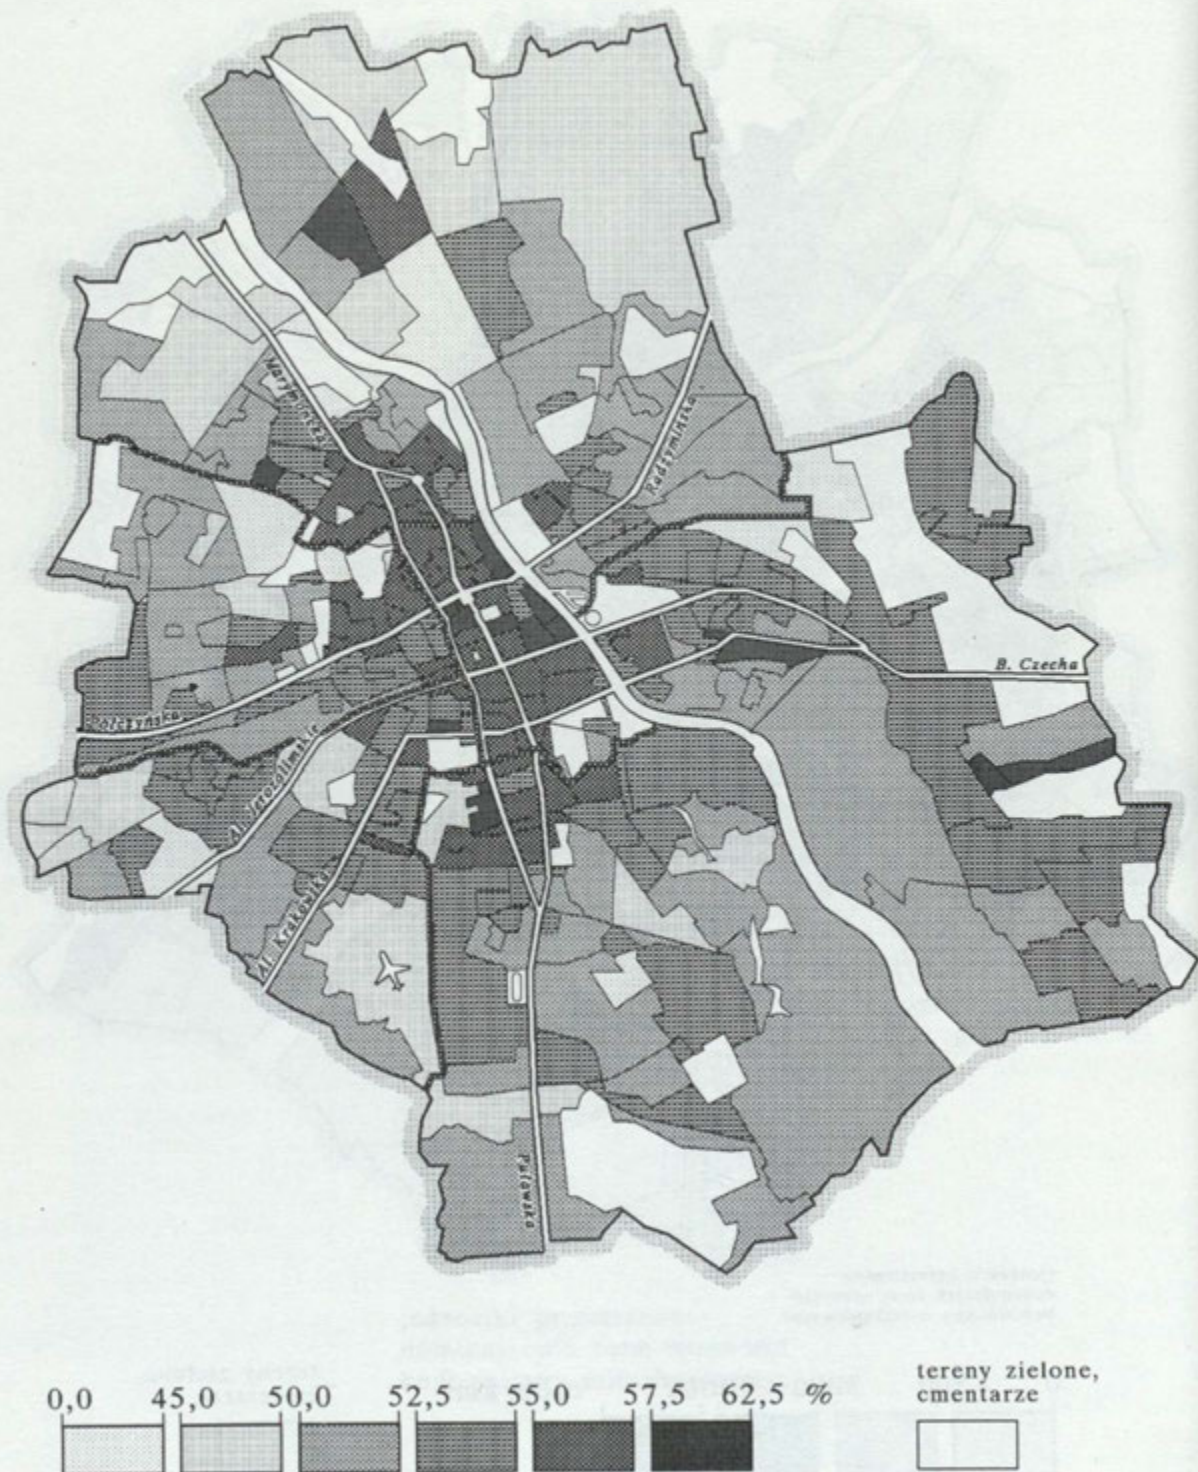 Radzymińska
B. Czecha
Połczyńska
Al. Jerozolimskie
Al. Krakowska
Puławska
0,0 45,0 50,0 52,5 55,0 57,5 62,5 %
tereny zielone,
cmentarze